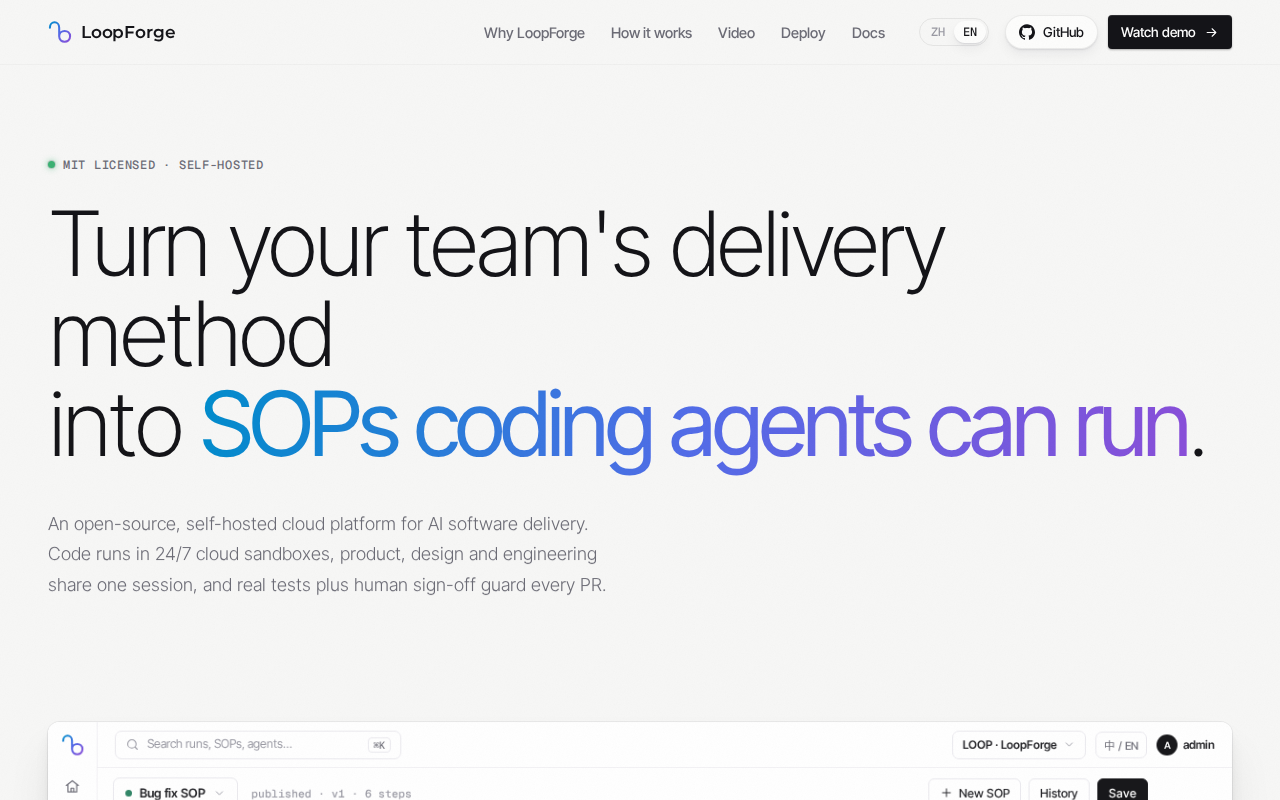 LoopForge
Why LoopForge
How it works
Video
Deploy
Docs
ZH
EN
GitHub
Watch demo →
MIT LICENSED · SELF-HOSTED
Turn your team's delivery
method
into SOPs coding agents can run.
An open-source, self-hosted cloud platform for AI software delivery.
Code runs in 24/7 cloud sandboxes, product, design and engineering
share one session, and real tests plus human sign-off guard every PR.
Search runs, SOPs, agents...
⌘K
LOOP · LoopForge
中 / EN
A
admin
Bug fix SOP
published · v1 · 6 steps
+ New SOP
History
Save